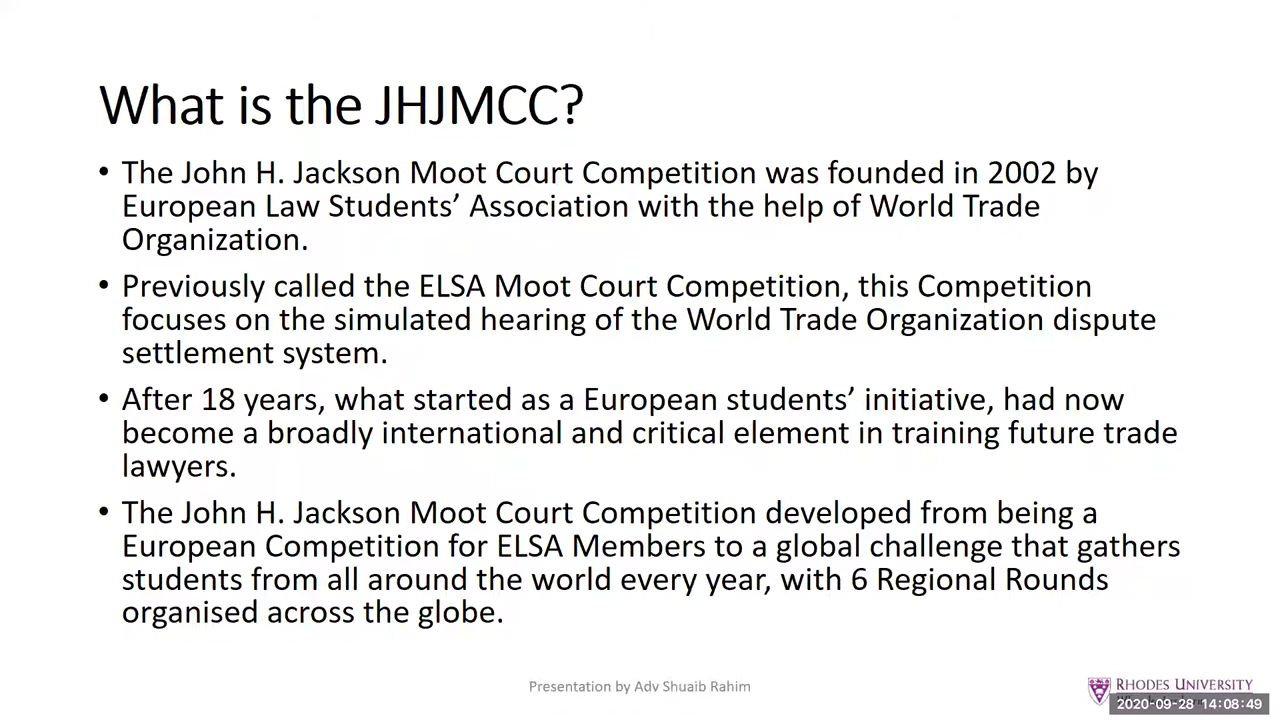 What is the JHJMCC?
• The John H. Jackson Moot Court Competition was founded in 2002 by
European Law Students’ Association with the help of World Trade
Organization.
• Previously called the ELSA Moot Court Competition, this Competition
focuses on the simulated hearing of the World Trade Organization dispute
settlement system.
• After 18 years, what started as a European students’ initiative, had now
become a broadly international and critical element in training future trade
lawyers.
• The John H. Jackson Moot Court Competition developed from being a
European Competition for ELSA Members to a global challenge that gathers
students from all around the world every year, with 6 Regional Rounds
organised across the globe.
Presentation by Adv Shuaib Rahim
RHODES UNIVERSITY
2020-09-28 14:08:49